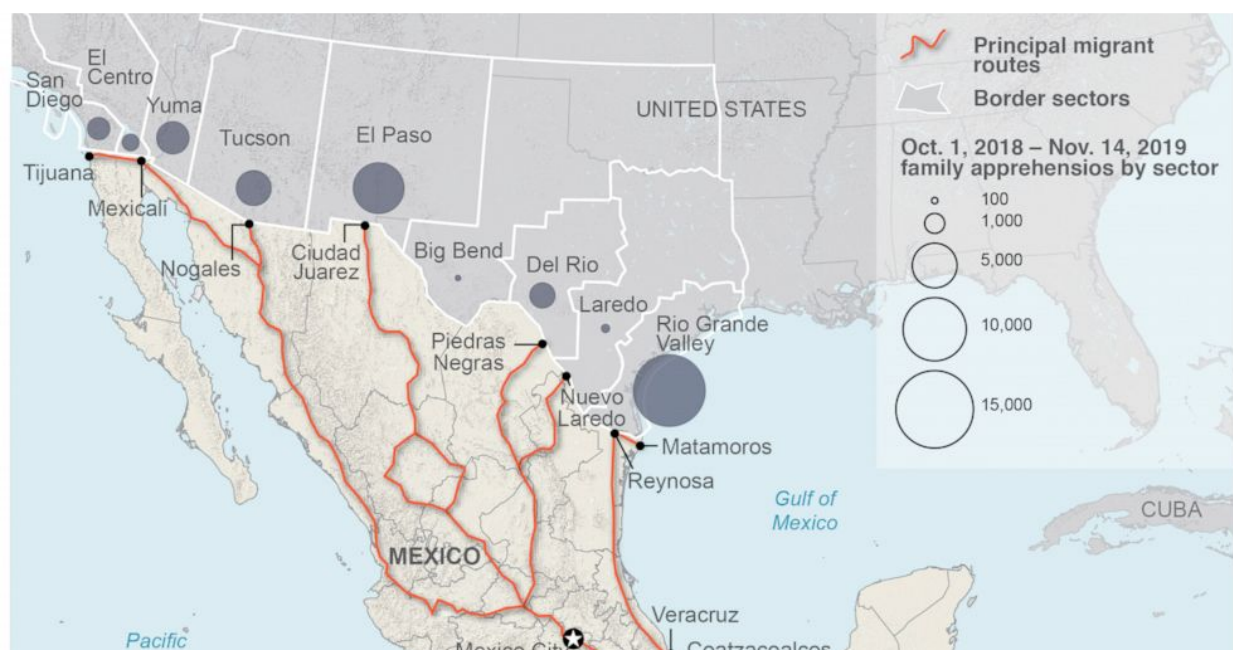 El
Centro
San
Diego
Yuma
Tucson
El Paso
UNITED STATES
Tijuana
Mexicali
Nogales
Ciudad
Juarez
Big Bend
Del Rio
Laredo
Rio Grande
Valley
Piedras
Negras
Nuevo
Laredo
Matamoros
Reynosa
Gulf of
Mexico
CUBA
MEXICO
Veracruz
Coatzacoalcos
Mexico City
Pacific
Principal migrant
routes
Border sectors
Oct. 1, 2018 – Nov. 14, 2019
family apprehensios by sector
100
1,000
5,000
10,000
15,000